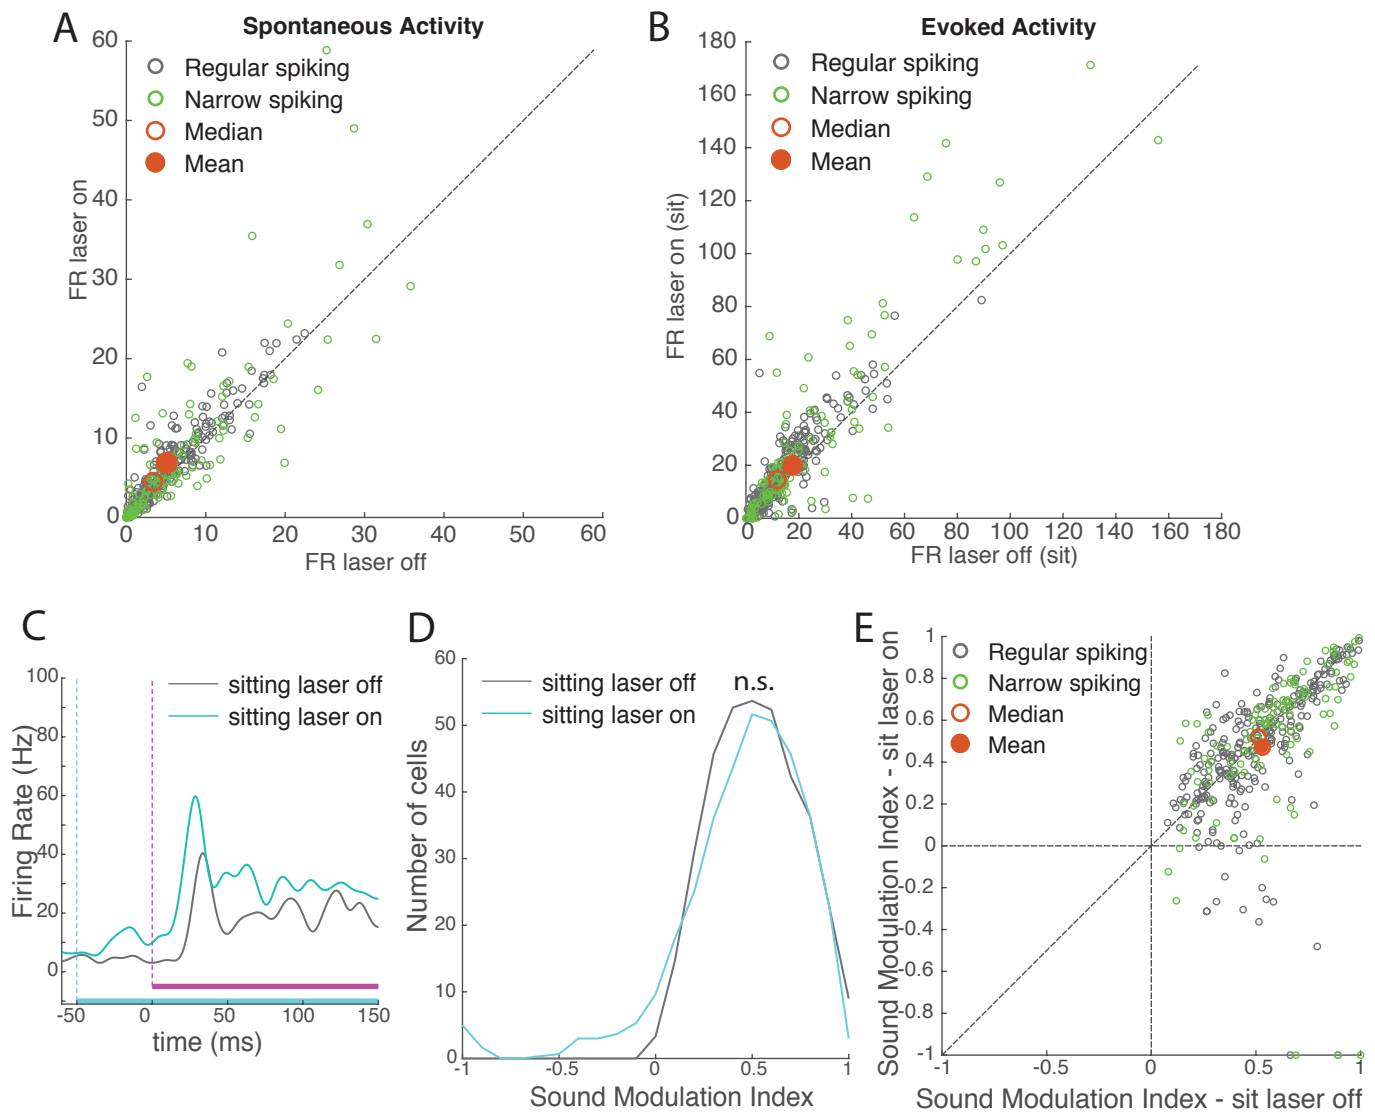 A
Spontaneous Activity
60
50
40
30
20
10
0
FR laser on
Regular spiking
Narrow spiking
Median
Mean
0 10 20 30 40 50 60
FR laser off
B
Evoked Activity
180
160
140
120
100
80
60
40
20
0
FR laser on (sit)
Regular spiking
Narrow spiking
Median
Mean
0 20 40 60 80 100 120 140 160 180
FR laser off (sit)
C
100
80
60
40
20
0
Firing Rate (Hz)
sitting laser off
sitting laser on
-50 0 50 100 150
time (ms)
D
60
50
40
30
20
10
0
Number of cells
sitting laser off
sitting laser on
n.s.
-1 -0.5 0 0.5 1
Sound Modulation Index
E
1
0.8
0.6
0.4
0.2
0
-0.2
-0.4
-0.6
-0.8
-1
Sound Modulation Index - sit laser on
Regular spiking
Narrow spiking
Median
Mean
-1 -0.5 0 0.5 1
Sound Modulation Index - sit laser off